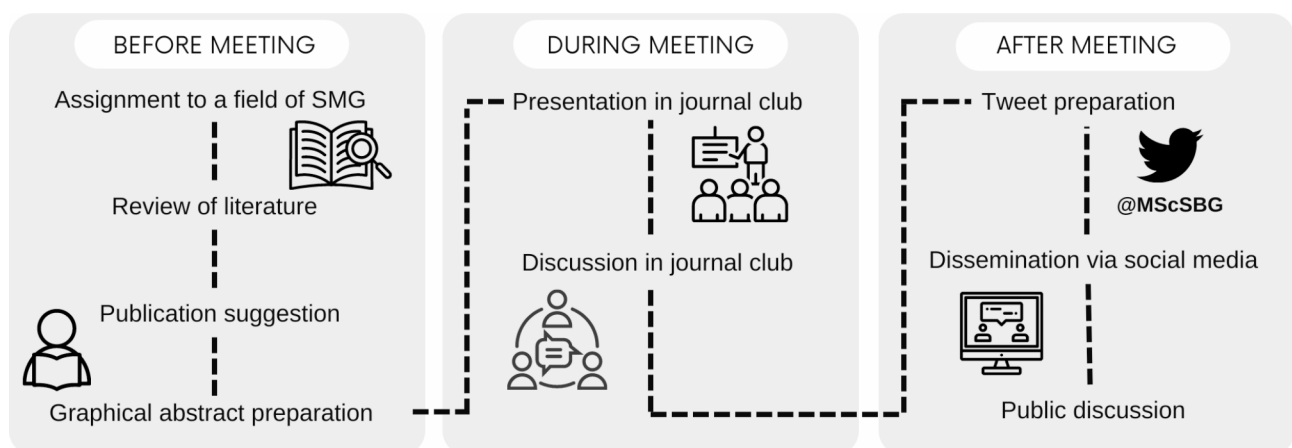 BEFORE MEETING
Assignment to a field of SMG
Review of literature
Publication suggestion
Graphical abstract preparation
DURING MEETING
Presentation in journal club
Discussion in journal club
AFTER MEETING
Tweet preparation
@MScSBG
Dissemination via social media
Public discussion